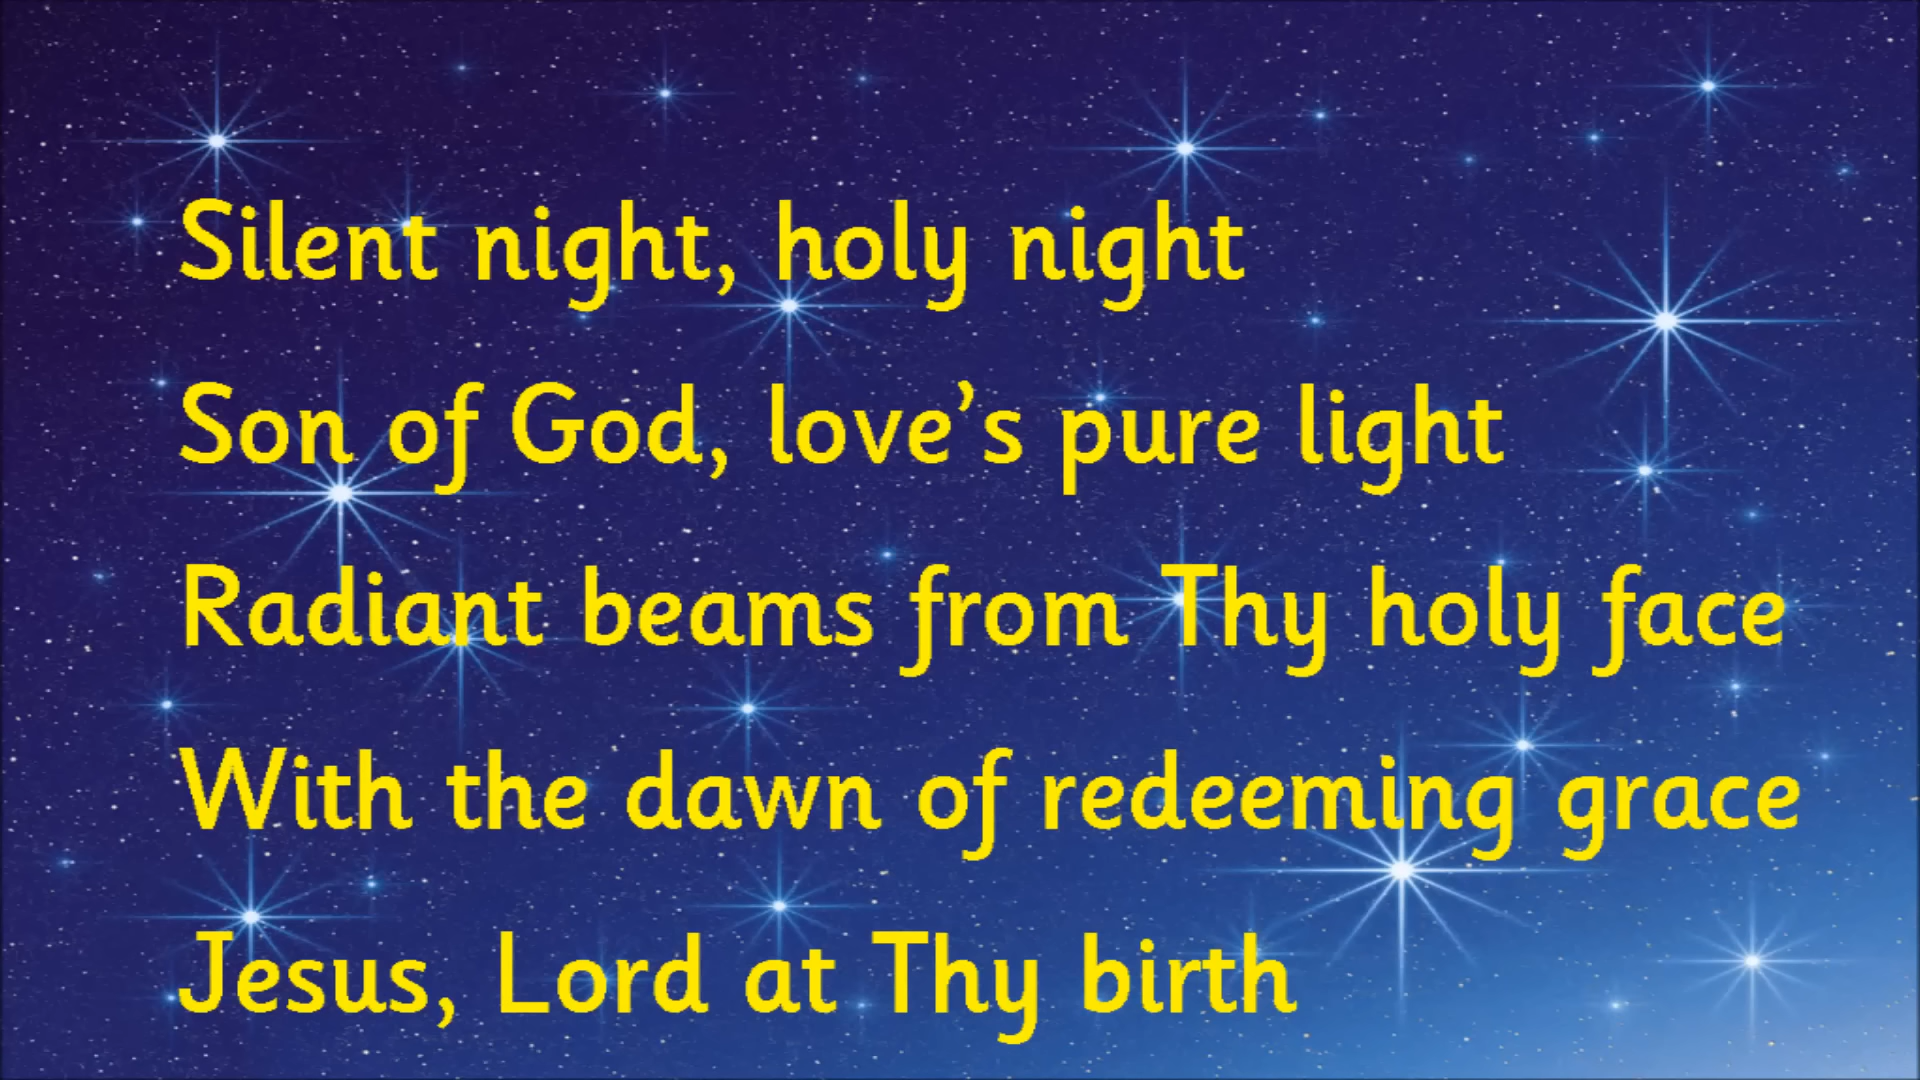 Silent night, holy night
Son of God, love’s pure light
Radiant beams from Thy holy face
With the dawn of redeeming grace
Jesus, Lord at Thy birth